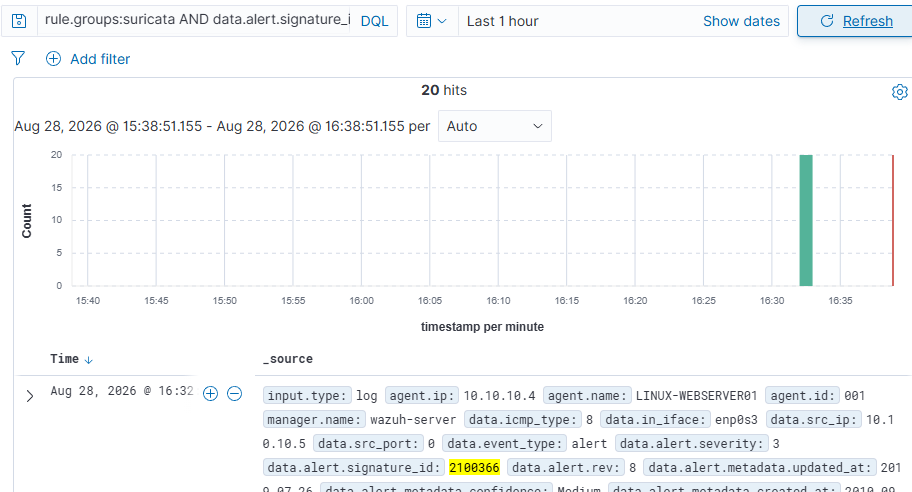 rule.groups:suricata AND data.alert.signature_i DQL Last 1 hour Show dates Refresh
Add filter
20 hits
Aug 28, 2026 @ 15:38:51.155 - Aug 28, 2026 @ 16:38:51.155 per Auto
20
15
10
5
0
Count
15:40 15:45 15:50 15:55 16:00 16:05 16:10 16:15 16:20 16:25 16:30 16:35
timestamp per minute
Time _source
Aug 28, 2026 @ 16:32
input.type: log agent.ip: 10.10.10.4 agent.name: LINUX-WEBSERVER01 agent.id: 001
manager.name: wazuh-server data.icmp_type: 8 data.in_iface: enp0s3 data.src_ip: 10.1
0.10.5 data.src_port: 0 data.event_type: alert data.alert.severity: 3
data.alert.signature_id: 2100366 data.alert.rev: 8 data.alert.metadata.updated_at: 201
9_07_26 data.alert.metadata.confidence: Medium data.alert.metadata.created_at: 2010_09